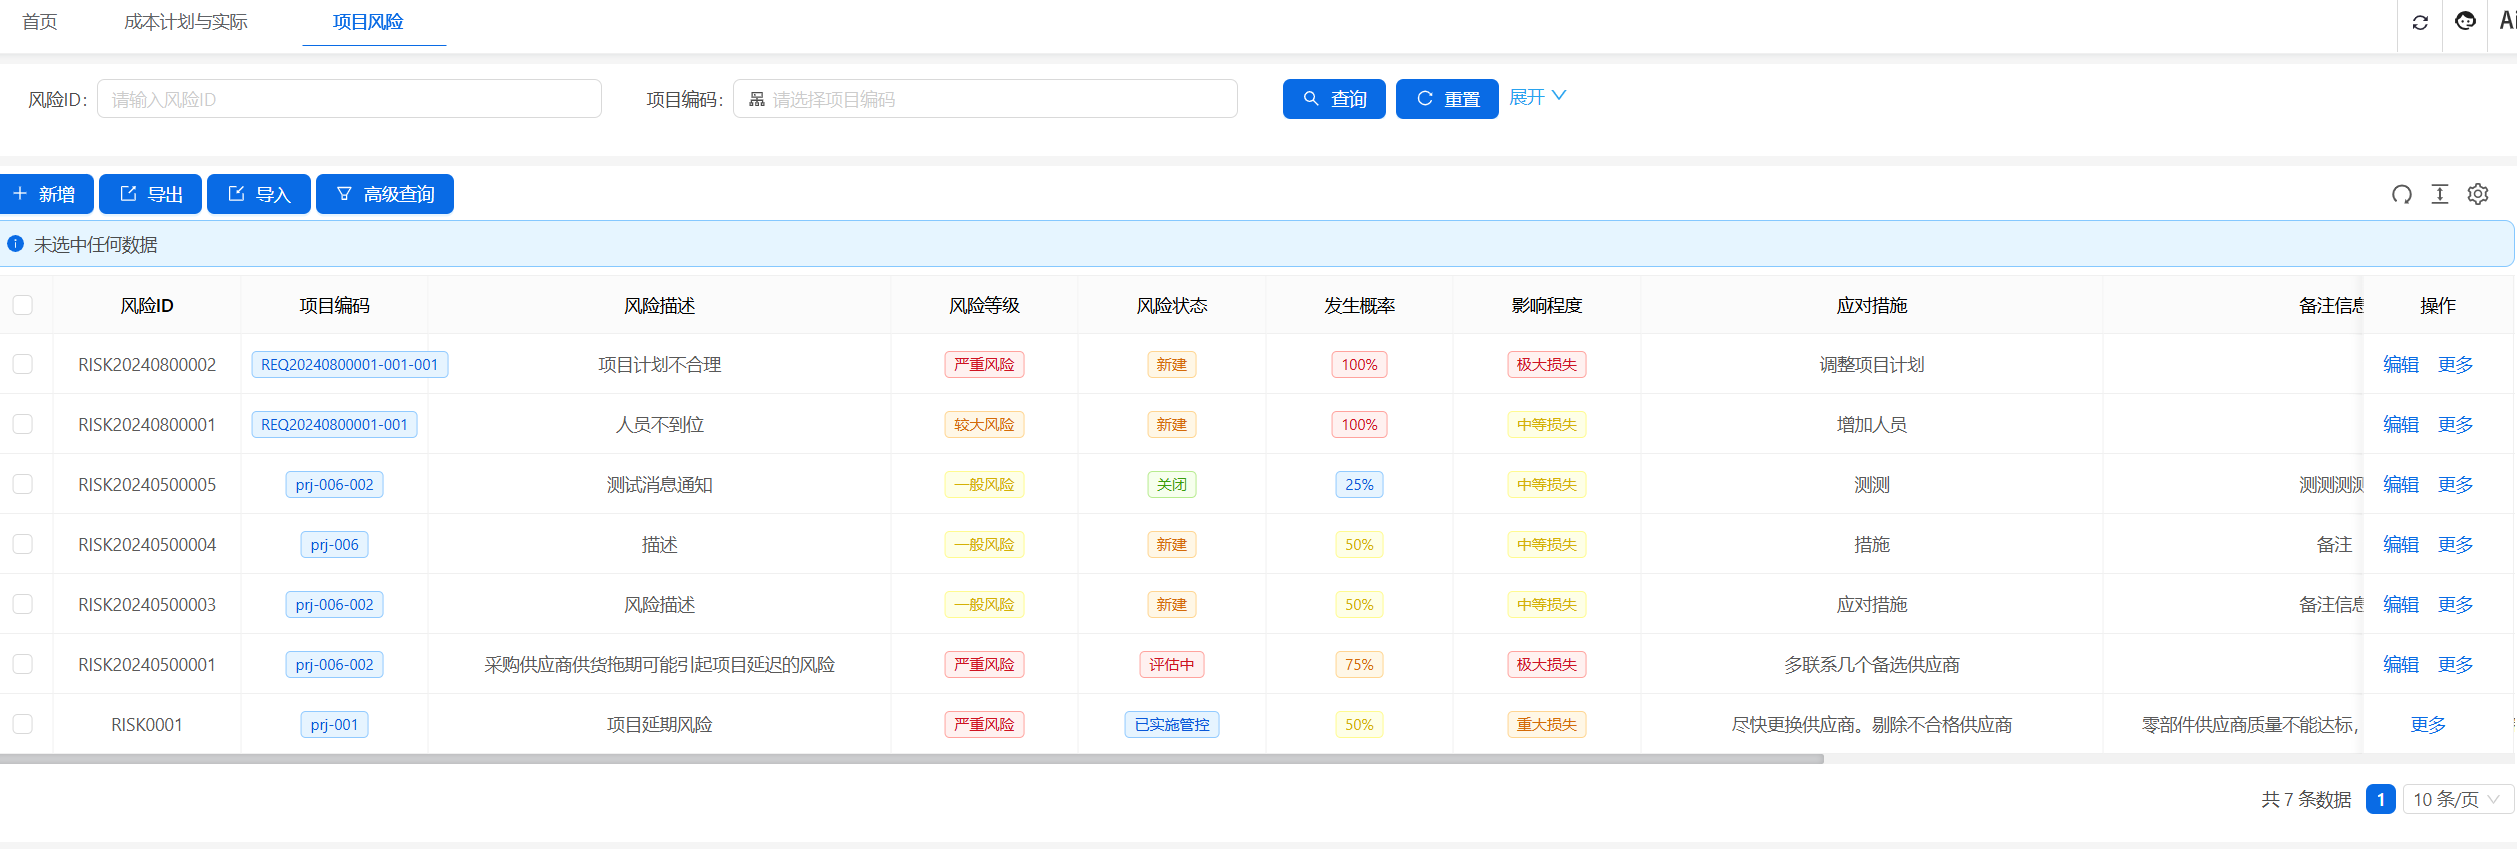 首页 成本计划与实际 项目风险 Ai
风险ID： 请输入风险ID 项目编码： 请选择项目编码 查询 重置 展开
新增 导出 导入 高级查询
未选中任何数据
风险ID 项目编码 风险描述 风险等级 风险状态 发生概率 影响程度 应对措施 备注信息 操作
RISK20240800002 REQ20240800001-001-001 项目计划不合理 严重风险 新建 100% 极大损失 调整项目计划 编辑 更多
RISK20240800001 REQ20240800001-001 人员不到位 较大风险 新建 100% 中等损失 增加人员 编辑 更多
RISK20240500005 prj-006-002 测试消息通知 一般风险 关闭 25% 中等损失 测测 测测测测 编辑 更多
RISK20240500004 prj-006 描述 一般风险 新建 50% 中等损失 措施 备注 编辑 更多
RISK20240500003 prj-006-002 风险描述 一般风险 新建 50% 中等损失 应对措施 备注信息 编辑 更多
RISK20240500001 prj-006-002 采购供应商供货拖期可能引起项目延迟的风险 严重风险 评估中 75% 极大损失 多联系几个备选供应商 编辑 更多
RISK0001 prj-001 项目延期风险 严重风险 已实施管控 50% 重大损失 尽快更换供应商。剔除不合格供应商 零部件供应商质量不能达标， 更多
共 7 条数据 1 10 条/页